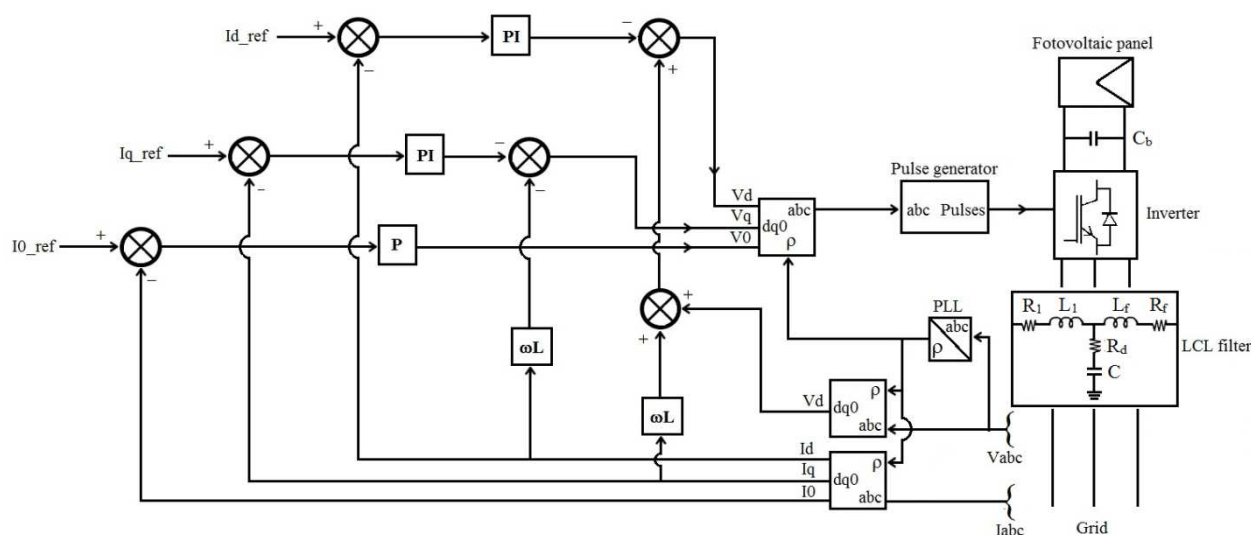 Id_ref
+
−
PI
−
+
Fotovoltaic panel
Cb
Iq_ref
+
−
PI
−
−
Pulse generator
abc Pulses
Inverter
Vd
Vq
V0
abc
dq0
ρ
I0_ref
+
−
P
ωL
+
+
PLL
abc
ρ
R1 L1 Lf Rf
Rd
C
LCL filter
ωL
Vd
ρ
dq0
abc
Vabc
Id
Iq
I0
ρ
dq0
abc
Iabc
Grid